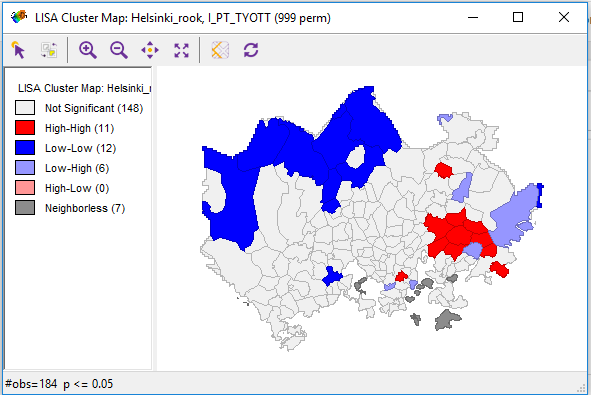 LISA Cluster Map: Helsinki_rook, I_PT_TYOTT (999 perm)
LISA Cluster Map: Helsinki_r
Not Significant (148)
High-High (11)
Low-Low (12)
Low-High (6)
High-Low (0)
Neighborless (7)
#obs=184 p <= 0.05